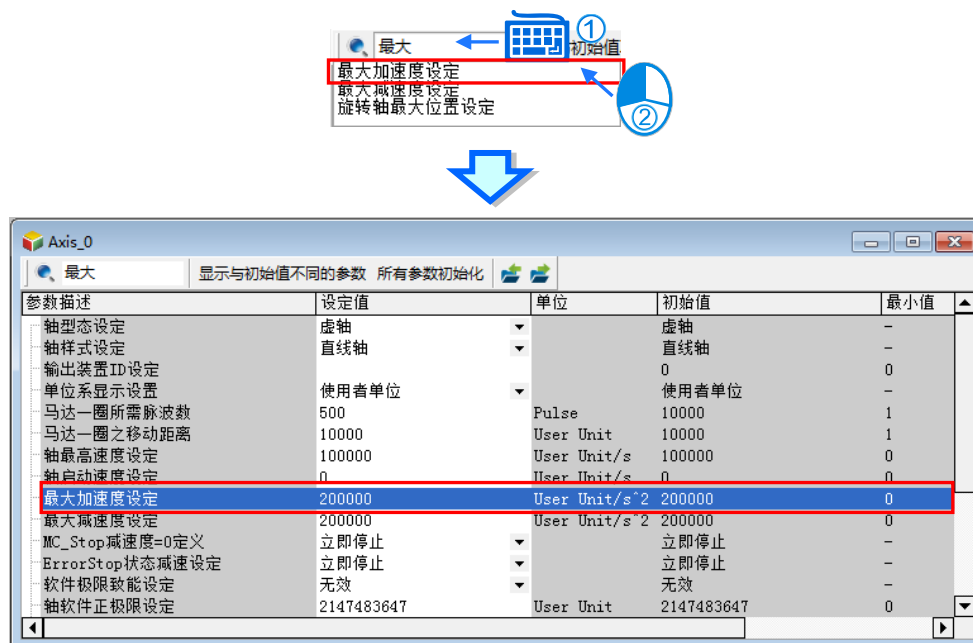 最大 ① 初始值
最大加速度设定
最大减速度设定
旋转轴最大位置设定
②
Axis_0
最大 显示与初始值不同的参数 所有参数初始化
参数描述 设定值 单位 初始值 最小值
轴型态设定 虚轴 虚轴 -
轴样式设定 直线轴 直线轴 -
输出装置ID设定 0 0
单位系显示设置 使用者单位 使用者单位 -
马达一圈所需脉波数 500 Pulse 10000 1
马达一圈之移动距离 10000 User Unit 10000 1
轴最高速度设定 100000 User Unit/s 100000 0
轴启动速度设定 0 User Unit/s 0 0
最大加速度设定 200000 User Unit/s^2 200000 0
最大减速度设定 200000 User Unit/s^2 200000 0
MC_Stop减速度=0定义 立即停止 立即停止 -
ErrorStop状态减速设定 立即停止 立即停止 -
软件极限致能设定 无效 无效 -
轴软件正极限设定 2147483647 User Unit 2147483647 0